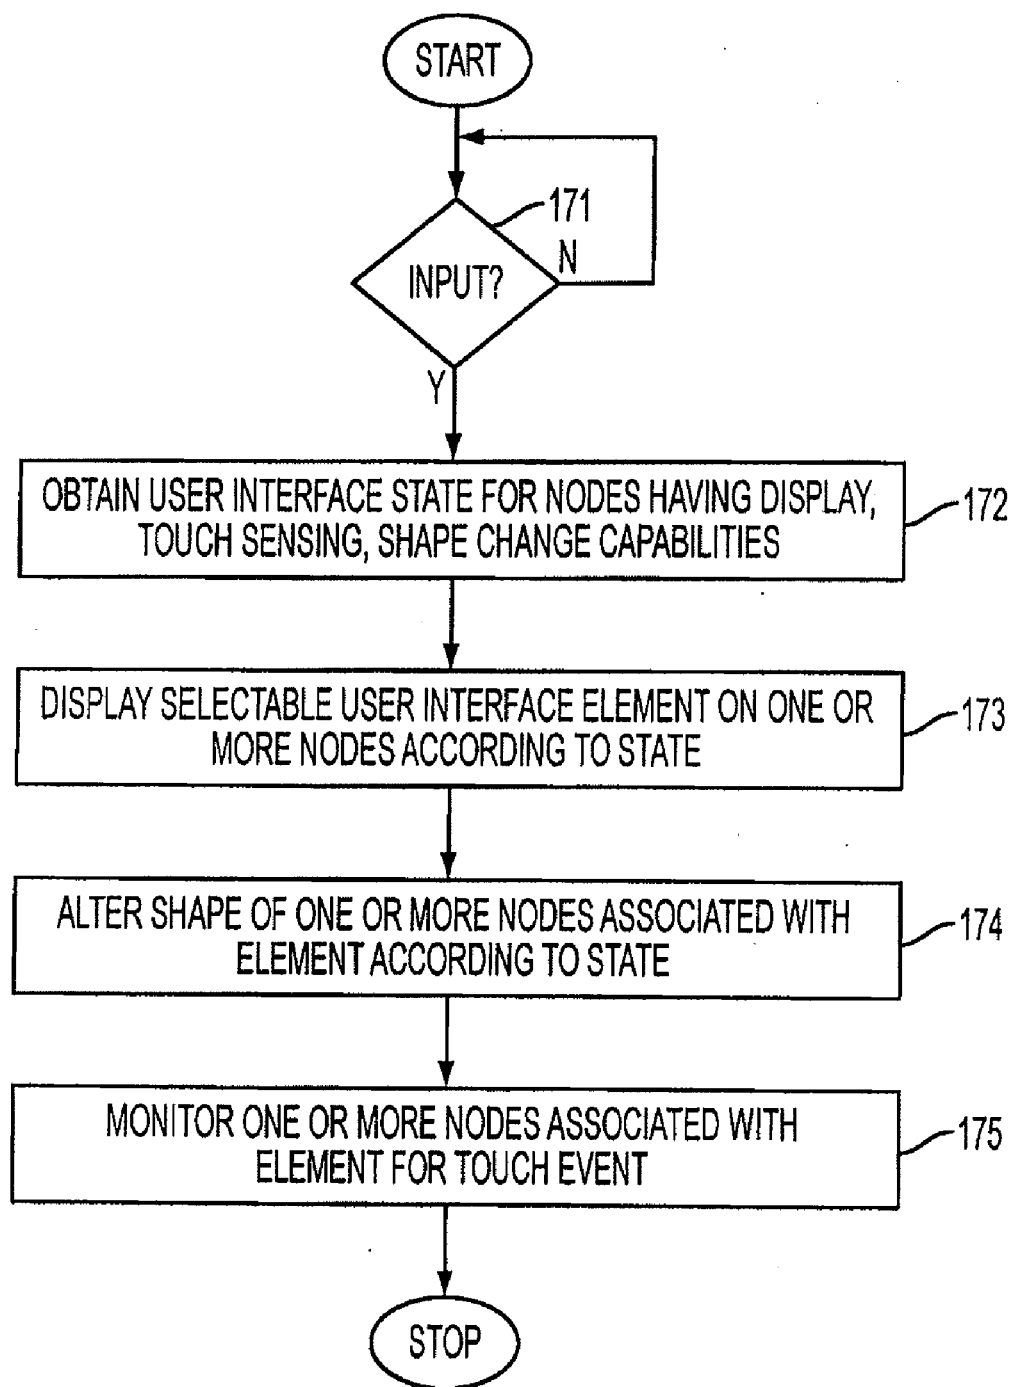 START
171
INPUT?
N
Y
OBTAIN USER INTERFACE STATE FOR NODES HAVING DISPLAY,
TOUCH SENSING, SHAPE CHANGE CAPABILITIES
172
DISPLAY SELECTABLE USER INTERFACE ELEMENT ON ONE OR
MORE NODES ACCORDING TO STATE
173
ALTER SHAPE OF ONE OR MORE NODES ASSOCIATED WITH
ELEMENT ACCORDING TO STATE
174
MONITOR ONE OR MORE NODES ASSOCIATED WITH
ELEMENT FOR TOUCH EVENT
175
STOP